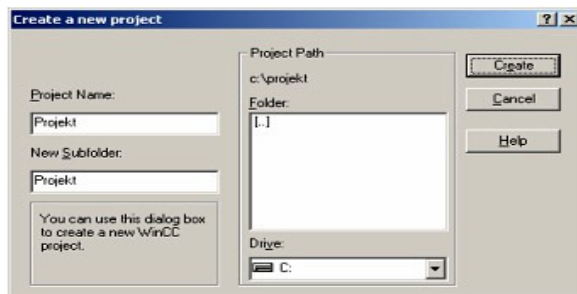 Create a new project
Project Name:
Projekt
New Subfolder:
Projekt
You can use this dialog box
to create a new WinCC
project.
Project Path
c:\projekt
Folder:
[..]
Drive:
C:
Create
Cancel
Help